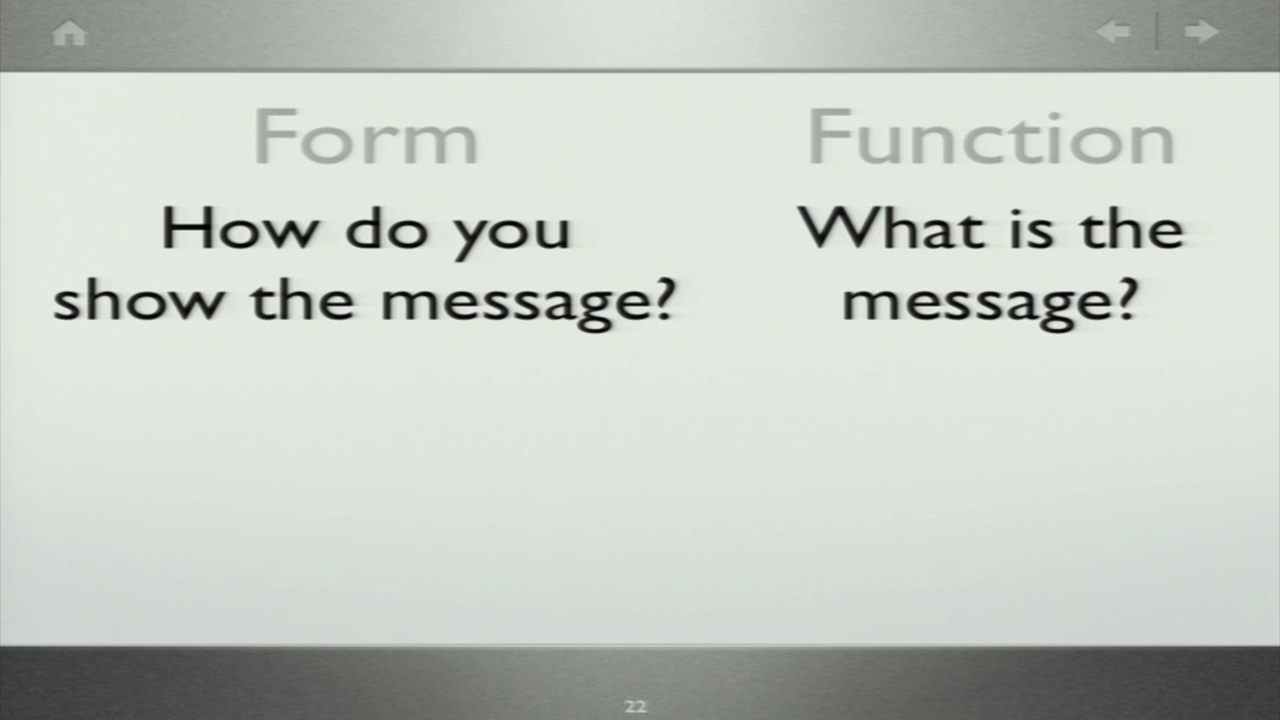 Form
How do you
show the message?
Function
What is the
message?
22